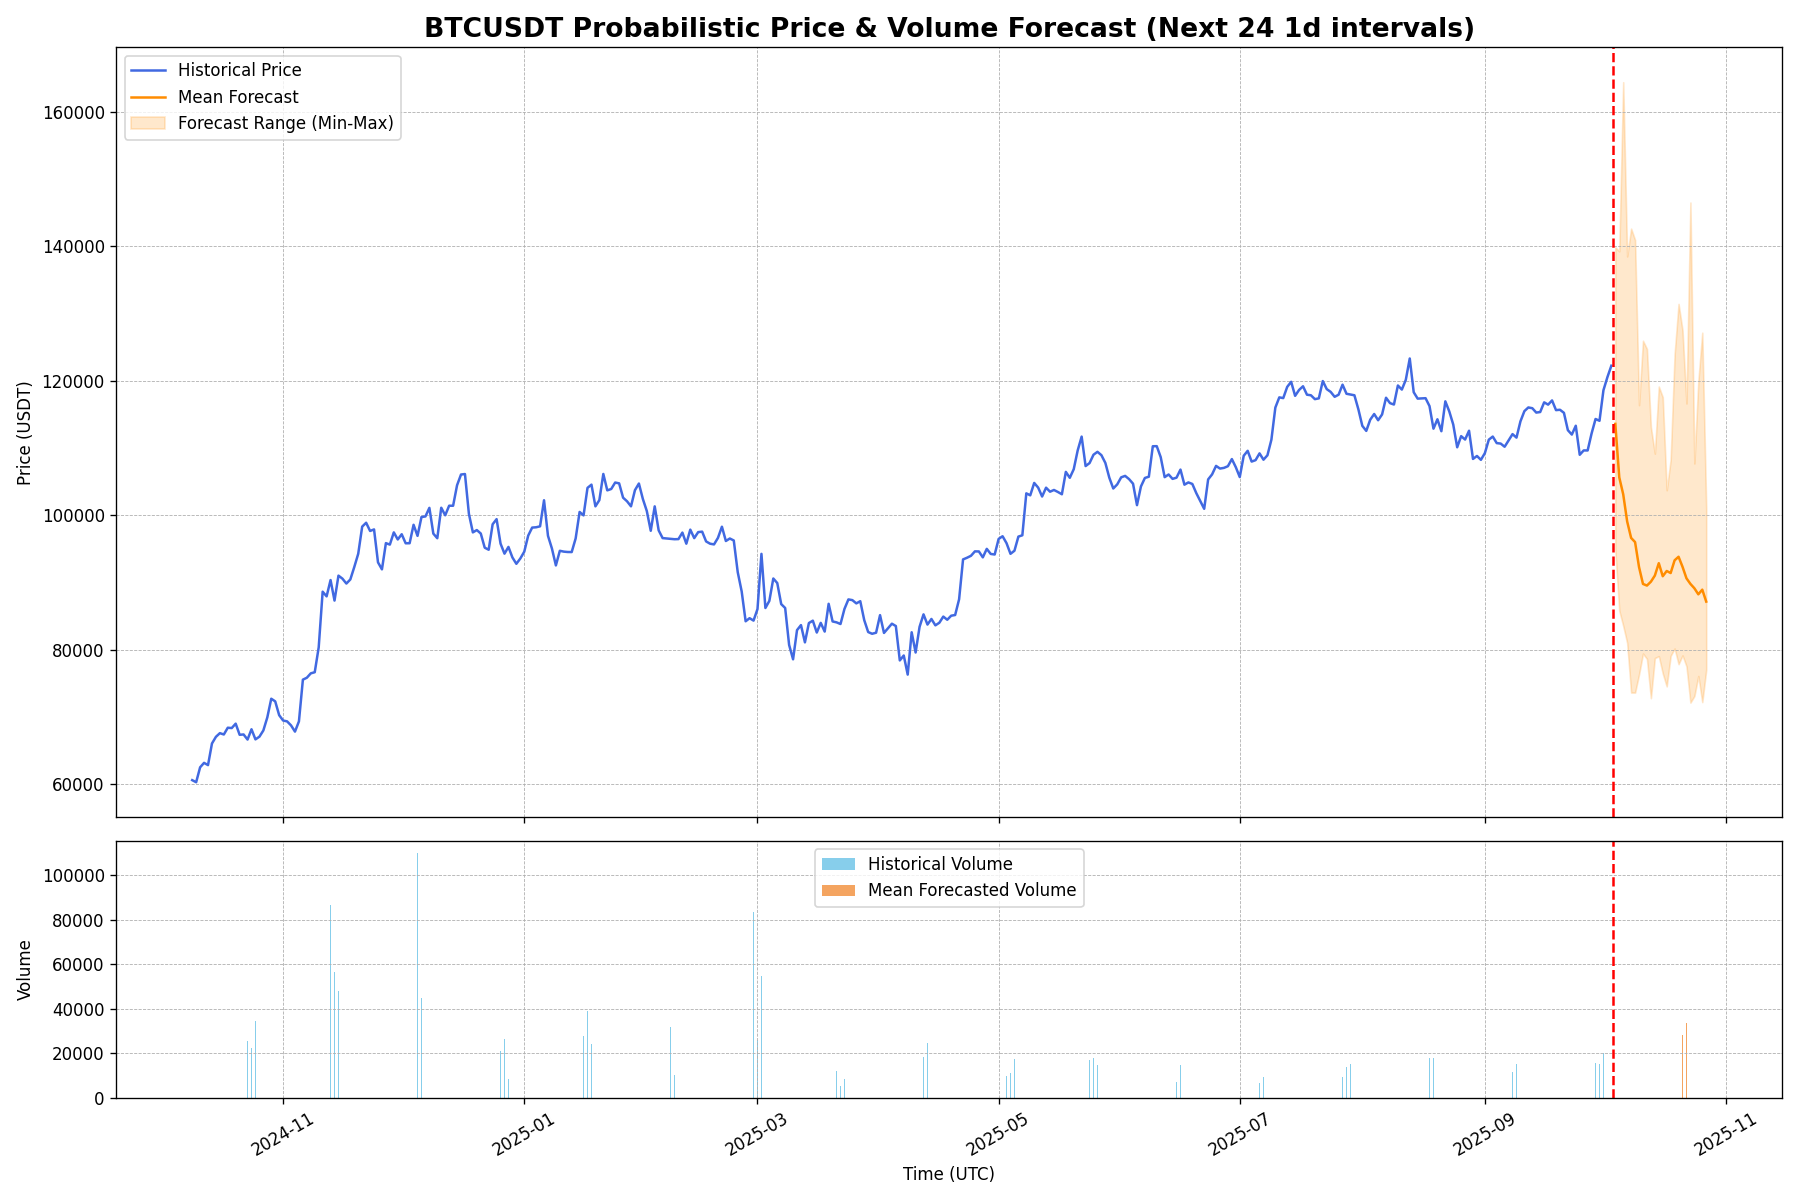 BTCUSDT Probabilistic Price & Volume Forecast (Next 24 1d intervals)
Historical Price
Mean Forecast
Forecast Range (Min-Max)
Price (USDT)
160000
140000
120000
100000
80000
60000
Historical Volume
Mean Forecasted Volume
Volume
100000
80000
60000
40000
20000
0
2024-11
2025-01
2025-03
2025-05
2025-07
2025-09
2025-11
Time (UTC)